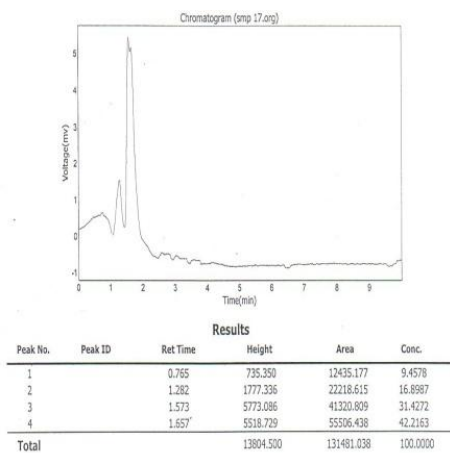 Chromatogram (smp 17.org)
Voltage(mv)
5
4
3
2
1
0
-1
0 1 2 3 4 5 6 7 8 9
Time(min)
Results
Peak No. Peak ID Ret Time Height Area Conc.
1 0.765 735.350 12435.177 9.4578
2 1.282 1777.336 22218.615 16.8987
3 1.573 5773.086 41320.809 31.4272
4 1.657 5518.729 55506.438 42.2163
Total 13804.500 131481.038 100.0000